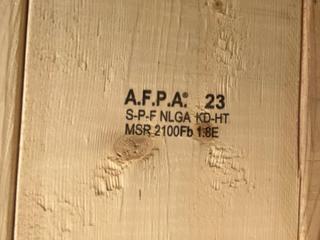 A.F.P.A.® 23
S-P-F NLGA KD-HT
MSR 2100Fb 1.8E